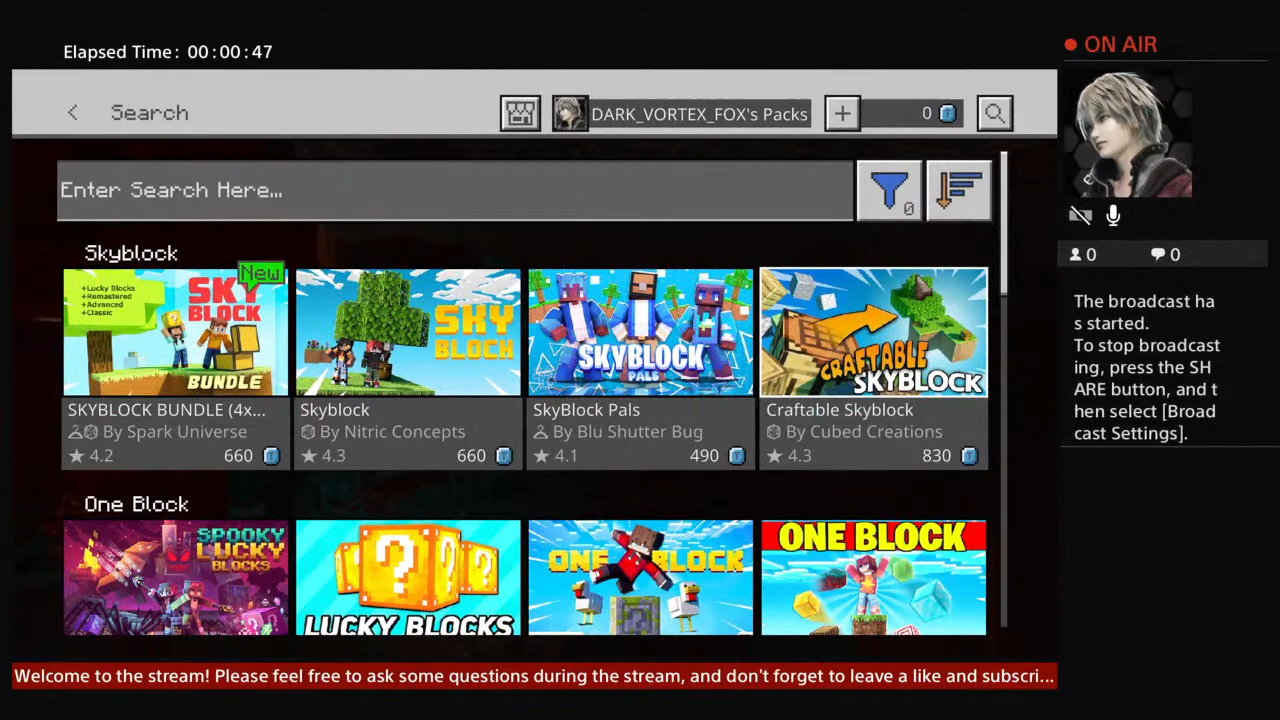 Elapsed Time: 00:00:47
ON AIR
Search
DARK_VORTEX_FOX's Packs
0
Enter Search Here...
0
0
0
Skyblock
New
+Lucky Blocks
+Remastered
+Advanced
+Classic
SKY
BLOCK
BUNDLE
SKY
BLOCK
SKYBLOCK
PALS
CRAFTABLE
SKYBLOCK
SKYBLOCK BUNDLE (4x...
By Spark Universe
4.2
660
Skyblock
By Nitric Concepts
4.3
660
SkyBlock Pals
By Blu Shutter Bug
4.1
490
Craftable Skyblock
By Cubed Creations
4.3
830
The broadcast ha
s started.
To stop broadcast
ing, press the SH
ARE button, and t
hen select [Broad
cast Settings].
One Block
SPOOKY
LUCKY
BLOCKS
?
LUCKY BLOCKS
ONE BLOCK
ONE BLOCK
Welcome to the stream! Please feel free to ask some questions during the stream, and don't forget to leave a like and subscri...